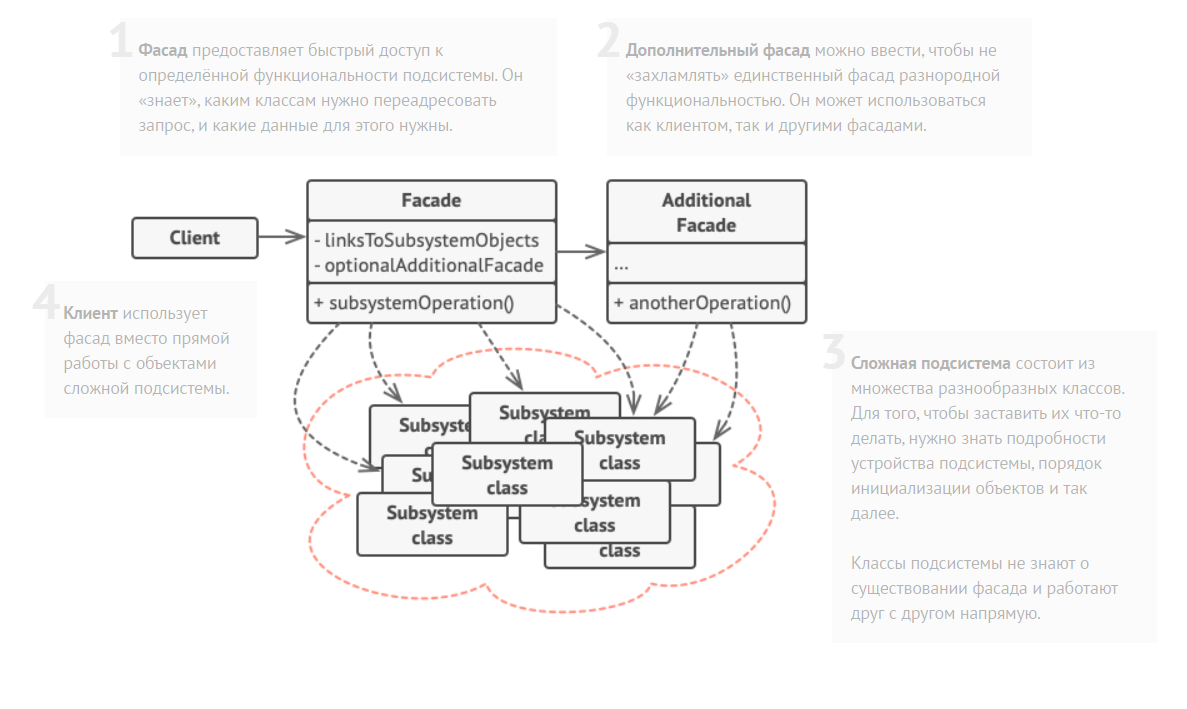 1
Фасад предоставляет быстрый доступ к
определённой функциональности подсистемы. Он
«знает», каким классам нужно переадресовать
запрос, и какие данные для этого нужны.
2
Дополнительный фасад можно ввести, чтобы не
«захламлять» единственный фасад разнородной
функциональностью. Он может использоваться
как клиентом, так и другими фасадами.
Client
Facade
- linksToSubsystemObjects
- optionalAdditionalFacade
+ subsystemOperation()
Additional
Facade
...
+ anotherOperation()
4
Клиент использует
фасад вместо прямой
работы с объектами
сложной подсистемы.
3
Сложная подсистема состоит из
множества разнообразных классов.
Для того, чтобы заставить их что-то
делать, нужно знать подробности
устройства подсистемы, порядок
инициализации объектов и так
далее.
Классы подсистемы не знают о
существовании фасада и работают
друг с другом напрямую.
Subsystem
Subsystem
class
Subsystem
class
Subsystem
class
class
class